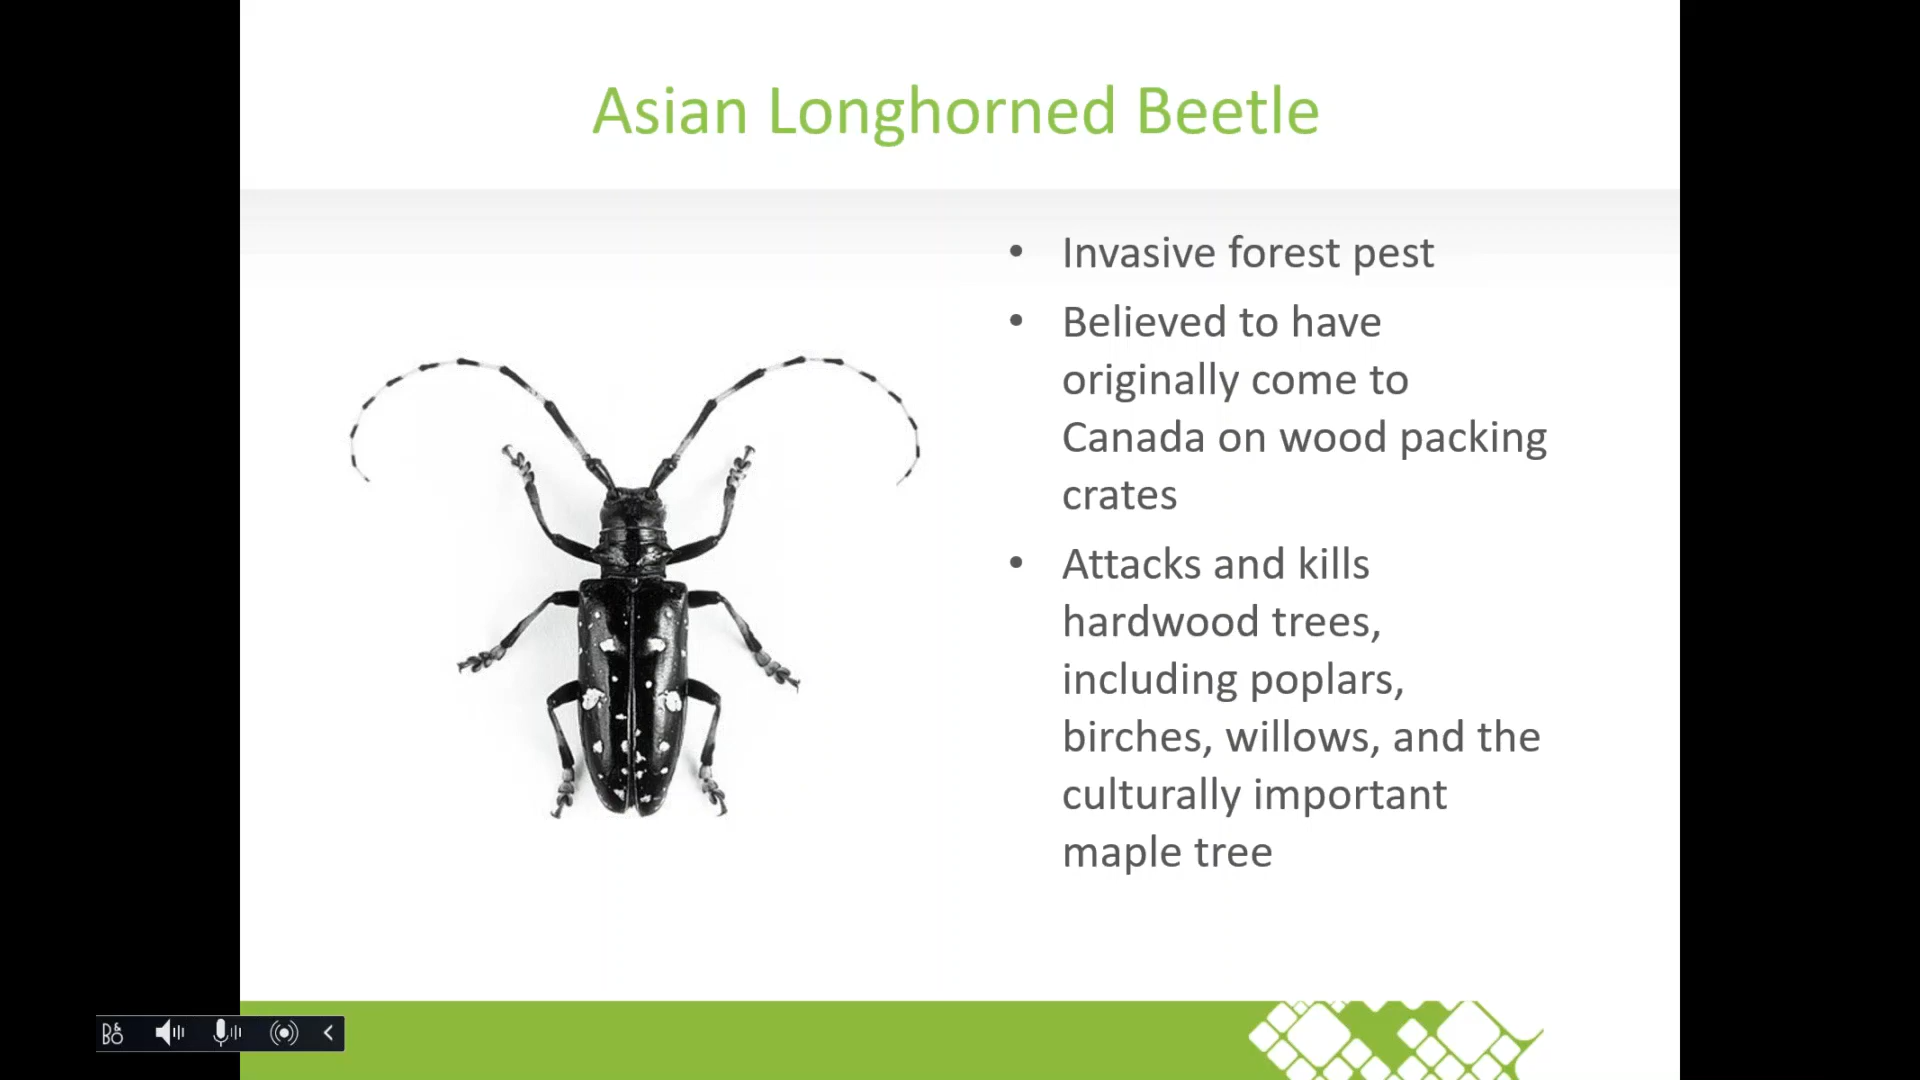 Asian Longhorned Beetle
• Invasive forest pest
• Believed to have
originally come to
Canada on wood packing
crates
• Attacks and kills
hardwood trees,
including poplars,
birches, willows, and the
culturally important
maple tree
B&O